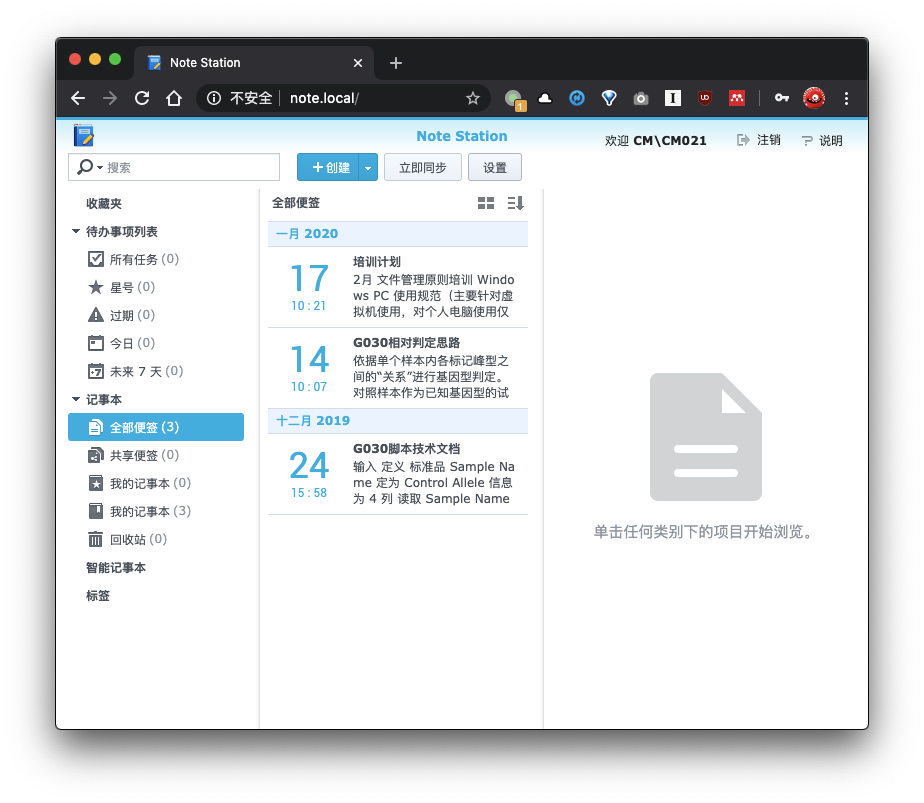 Note Station
不安全 note.local/
1
Note Station
欢迎 CM\CM021 注销 说明
搜索
创建 立即同步 设置
收藏夹
待办事项列表
所有任务 (0)
星号 (0)
过期 (0)
今日 (0)
未来 7 天 (0)
记事本
全部便签 (3)
共享便签 (0)
我的记事本 (0)
我的记事本 (3)
回收站 (0)
智能记事本
标签
全部便签
一月 2020
17
10 : 21
培训计划
2月 文件管理原则培训 Windo
ws PC 使用规范（主要针对虚
拟机使用，对个人电脑使用仅
14
10 : 07
G030相对判定思路
依据单个样本内各标记峰型之
间的“关系”进行基因型判定。
对照样本作为已知基因型的试
十二月 2019
24
15 : 58
G030脚本技术文档
输入 定义 标准品 Sample Na
me 定为 Control Allele 信息
为 4 列 读取 Sample Name
单击任何类别下的项目开始浏览。